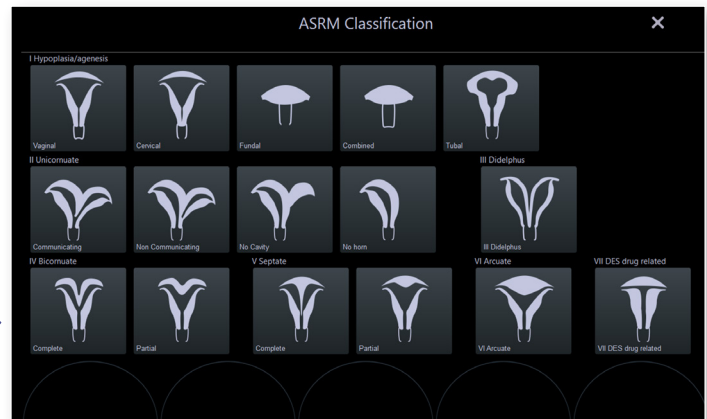 ASRM Classification
I Hypoplasia/agenesis
Vaginal
Cervical
Fundal
Combined
Tubal
II Unicornuate
III Didelphus
Communicating
Non Communicating
No Cavity
No horn
III Didelphus
IV Bicornuate
V Septate
VI Arcuate
VII DES drug related
Complete
Partial
Complete
Partial
VI Arcuate
VII DES drug related